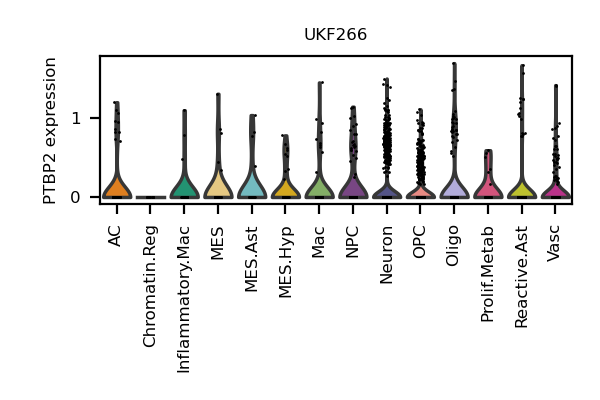 UKF266
PTBP2 expression
1
0
AC
Chromatin.Reg
Inflammatory.Mac
MES
MES.Ast
MES.Hyp
Mac
NPC
Neuron
OPC
Oligo
Prolif.Metab
Reactive.Ast
Vasc